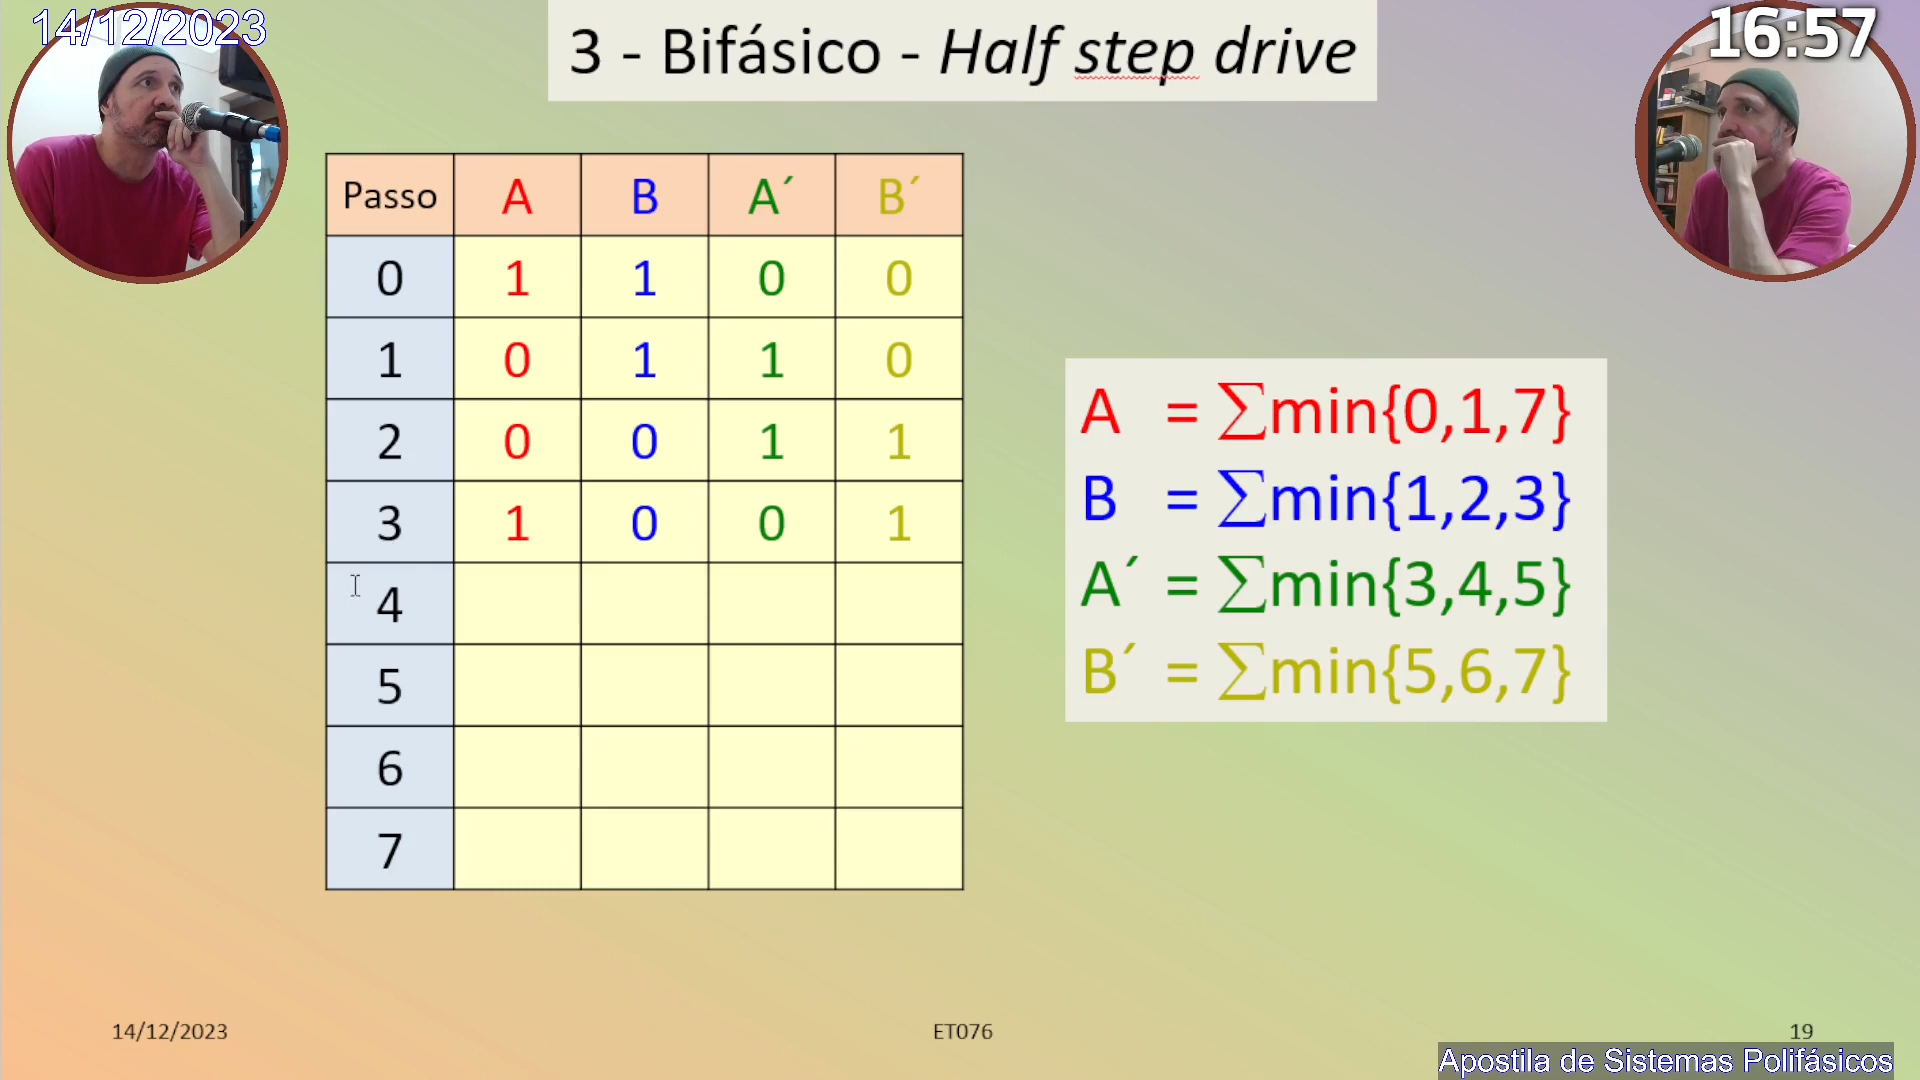 14/12/2023
16:57
3 - Bifásico - Half step drive
Passo A B A´ B´
0 1 1 0 0
1 0 1 1 0
2 0 0 1 1
3 1 0 0 1
4
5
6
7
A = ∑min{0,1,7}
B = ∑min{1,2,3}
A´ = ∑min{3,4,5}
B´ = ∑min{5,6,7}
14/12/2023
ET076
19
Apostila de Sistemas Polifásicos